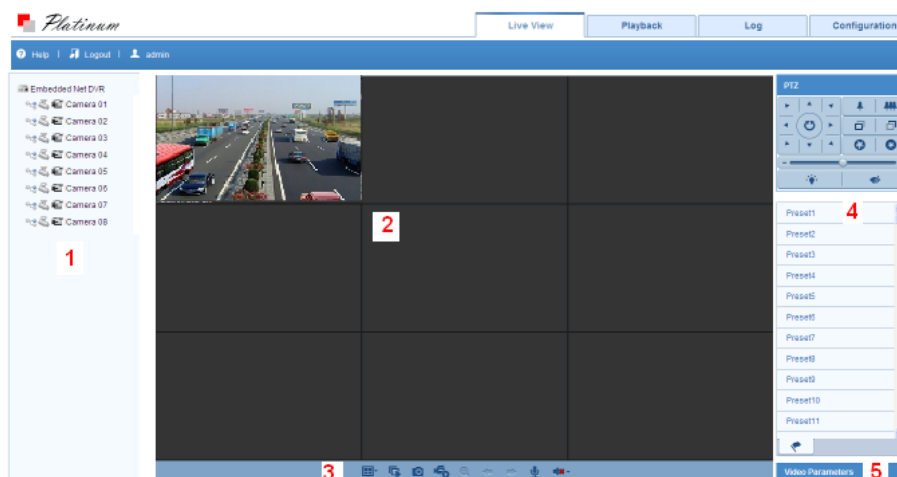 Platinum
Live View
Playback
Log
Configuration
Help | Logout | admin
Embedded Net DVR
Camera 01
Camera 02
Camera 03
Camera 04
Camera 05
Camera 06
Camera 07
Camera 08
1
2
3
PTZ
4
Preset1
Preset2
Preset3
Preset4
Preset5
Preset6
Preset7
Preset8
Preset9
Preset10
Preset11
Video Parameters
5